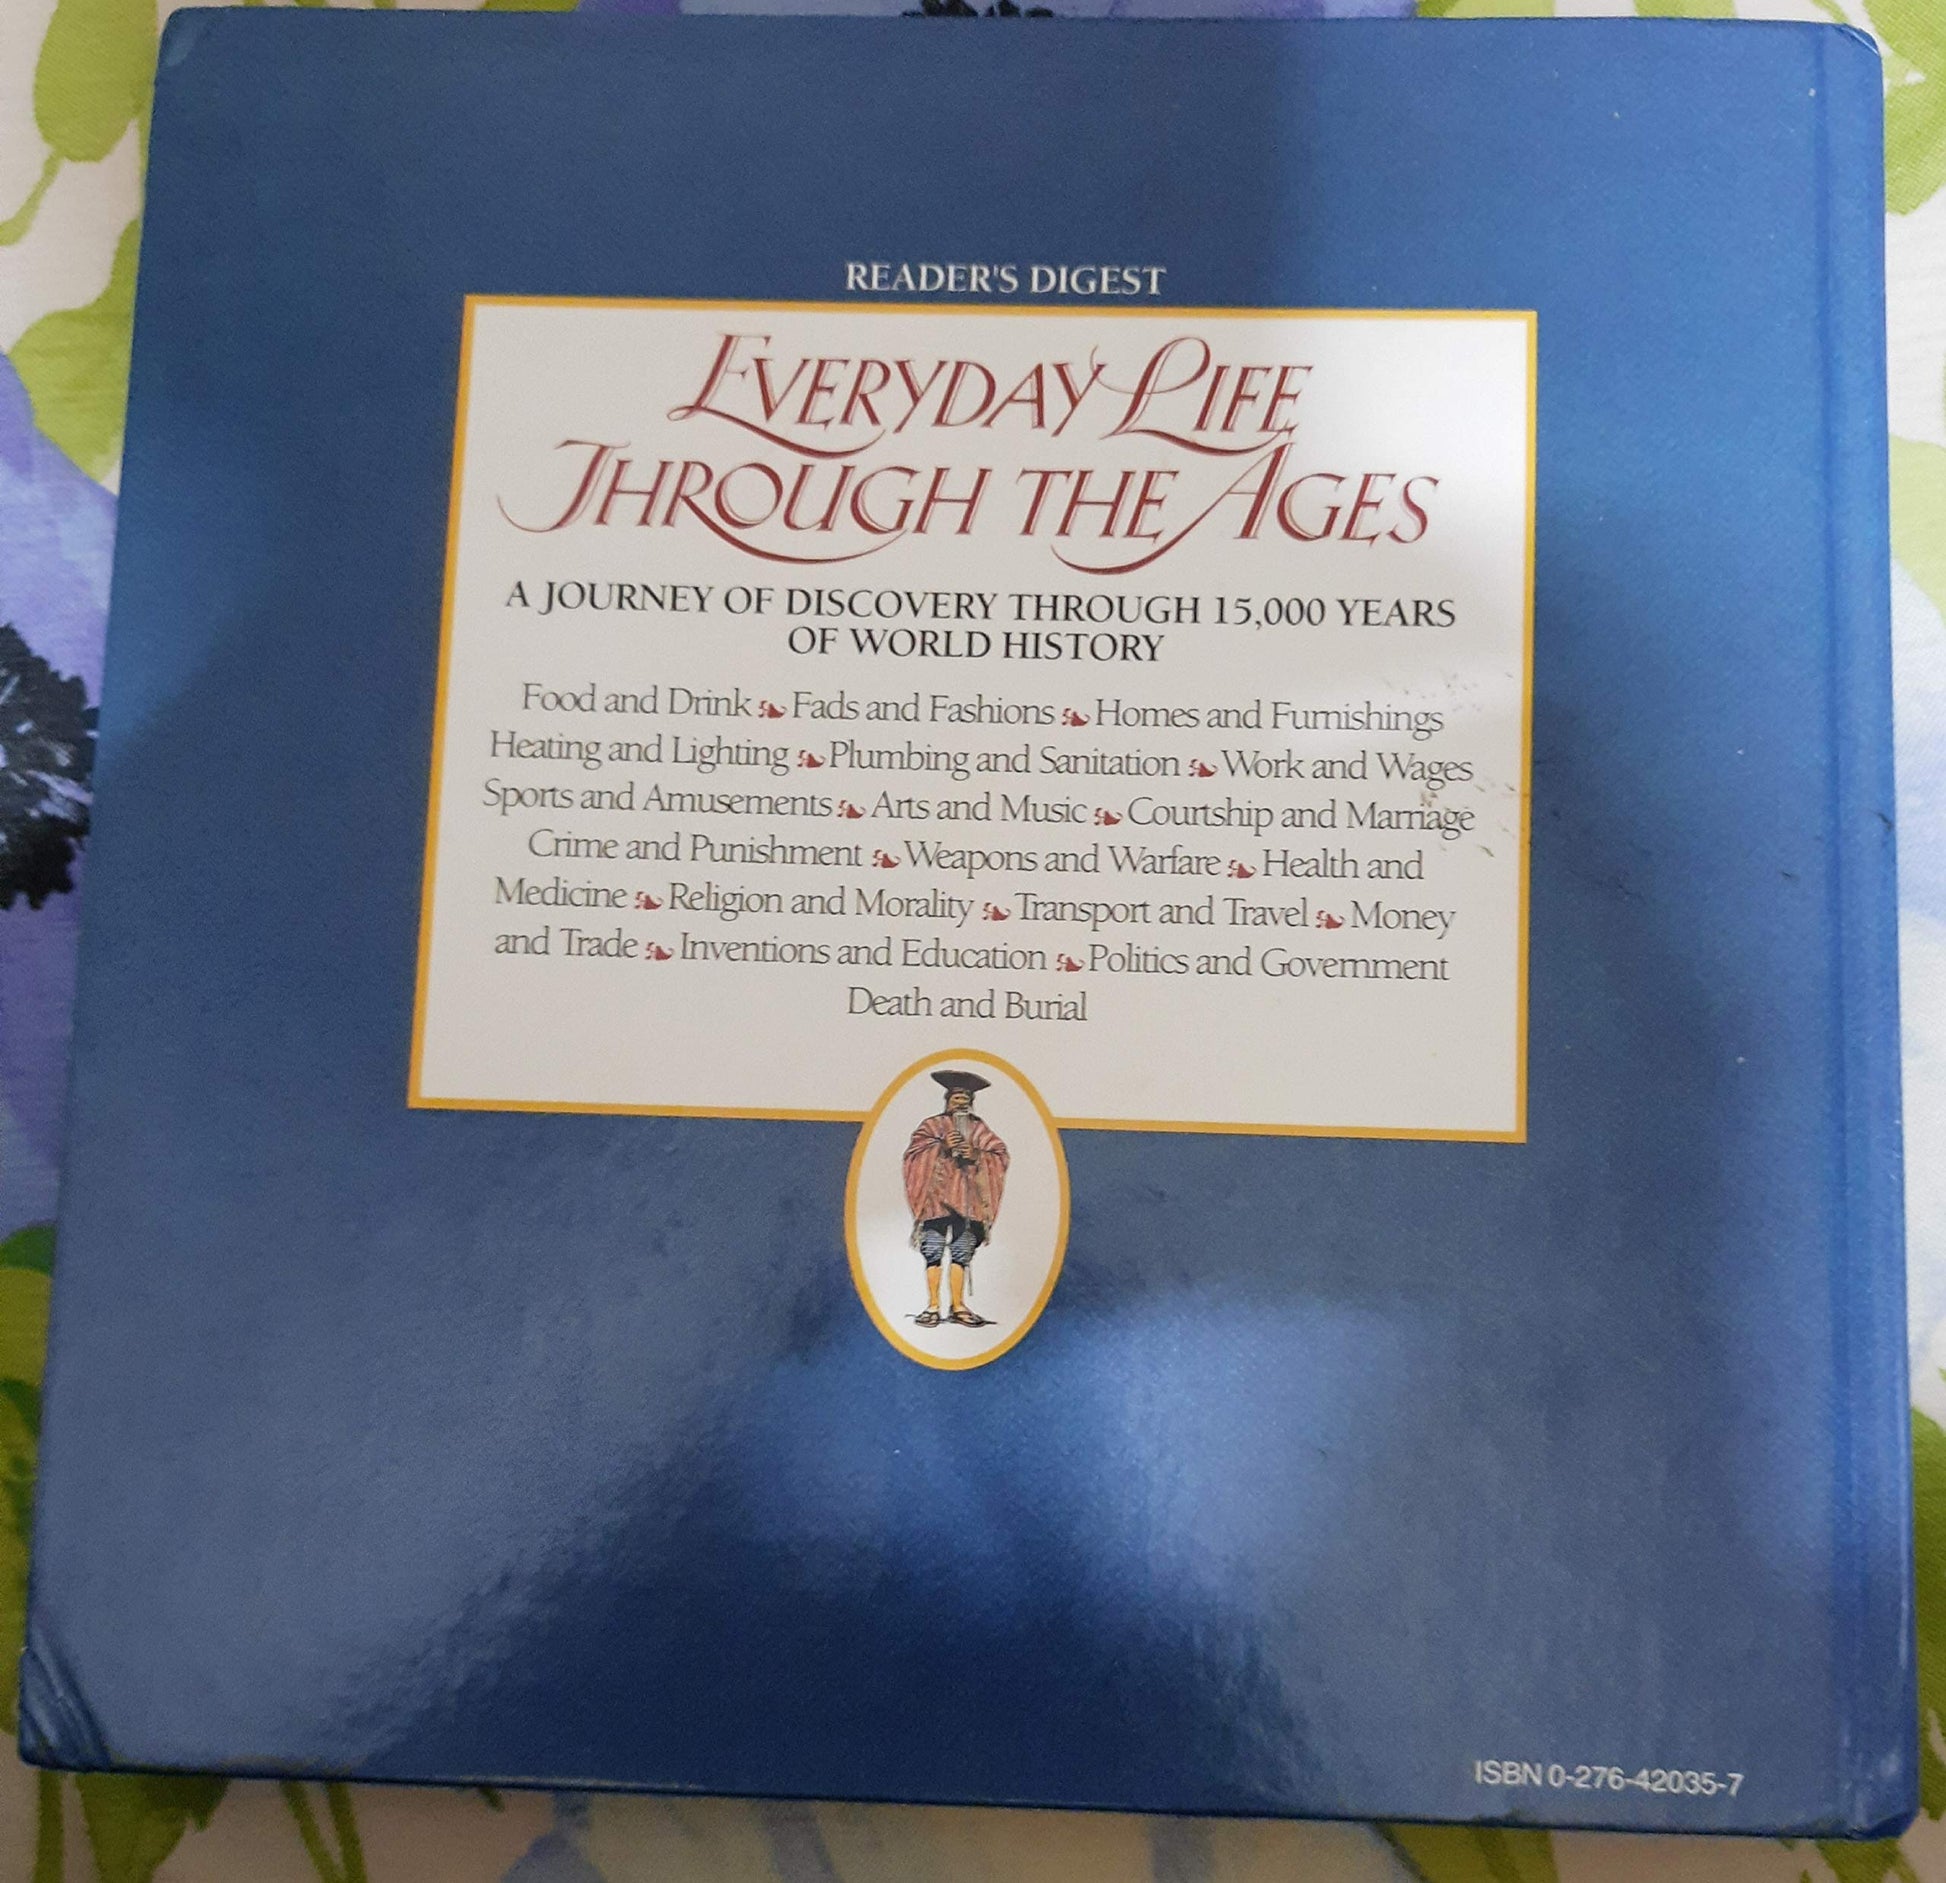 READER'S DIGEST
EVERYDAY LIFE
THROUGH THE AGES
A JOURNEY OF DISCOVERY THROUGH 15,000 YEARS
OF WORLD HISTORY
Food and Drink Fads and Fashions Homes and Furnishings
Heating and Lighting Plumbing and Sanitation Work and Wages
Sports and Amusements Arts and Music Courtship and Marriage
Crime and Punishment Weapons and Warfare Health and
Medicine Religion and Morality Transport and Travel Money
and Trade Inventions and Education Politics and Government
Death and Burial
ISBN 0-276-42035-7